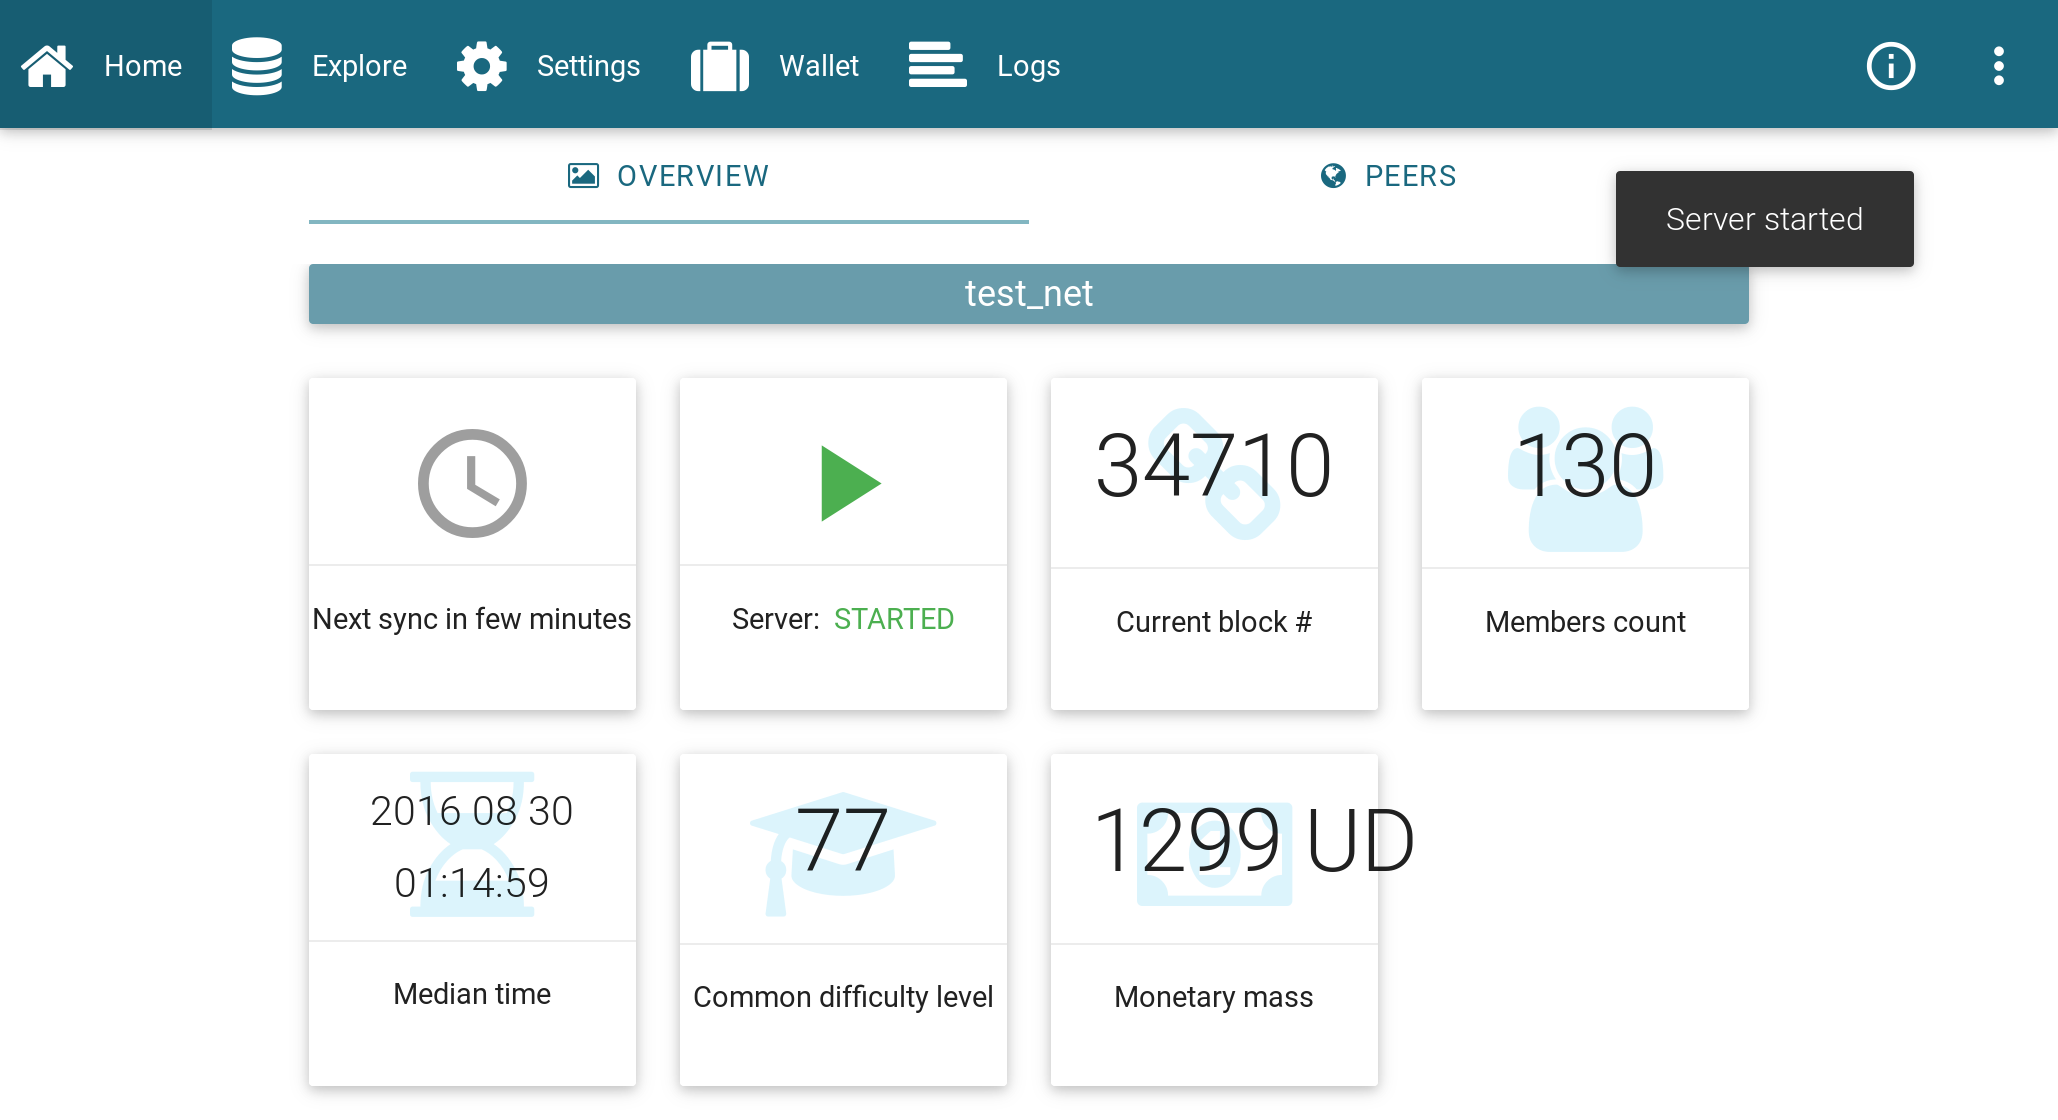 Home Explore Settings Wallet Logs
OVERVIEW PEERS
Server started
test_net
Next sync in few minutes
Server: STARTED
34710
Current block #
130
Members count
2016 08 30
01:14:59
Median time
77
Common difficulty level
1299 UD
Monetary mass